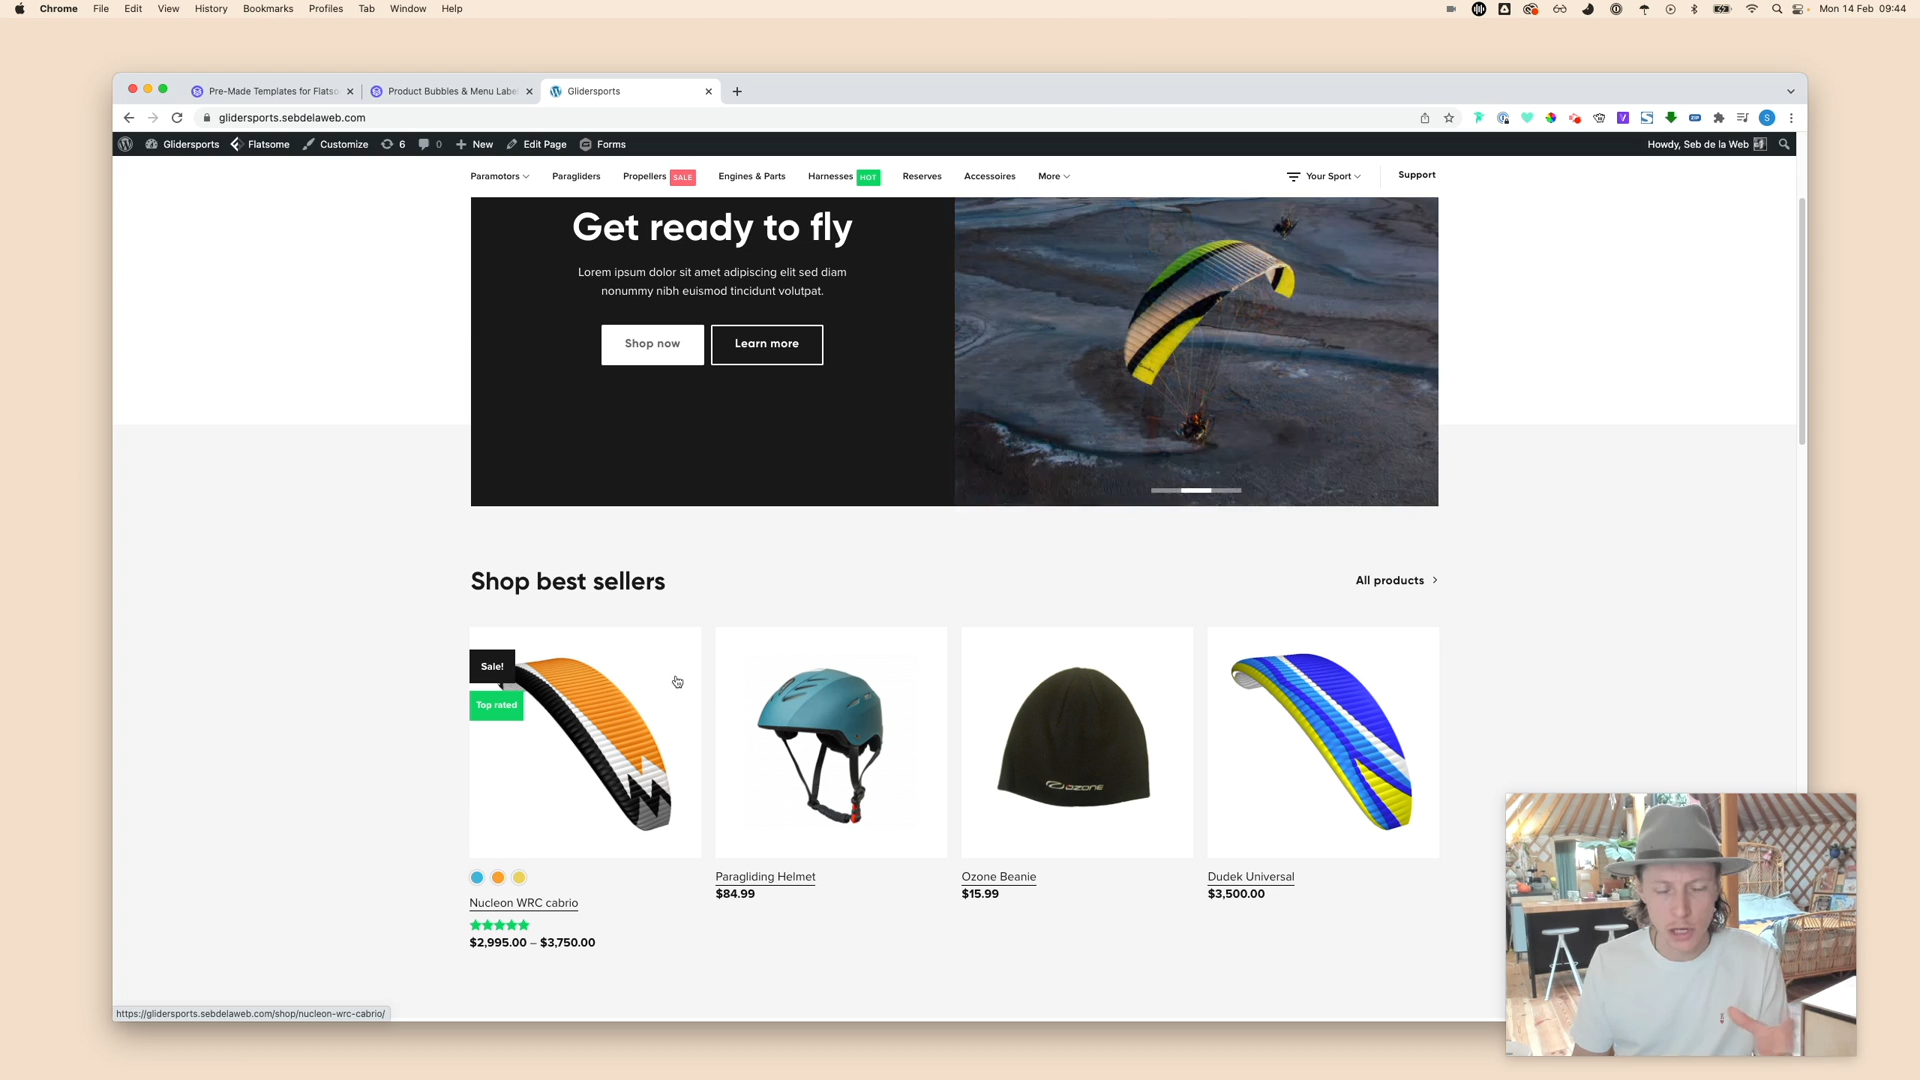 Chrome File Edit View History Bookmarks Profiles Tab Window Help
Mon 14 Feb 09:44
Pre-Made Templates for Flatso
Product Bubbles & Menu Labe
Glidersports
glidersports.sebdelaweb.com
Glidersports Flatsome Customize 6 0 New Edit Page Forms
Howdy, Seb de la Web
Paramotors Paragliders Propellers SALE Engines & Parts Harnesses HOT Reserves Accessoires More Your Sport Support
Get ready to fly
Lorem ipsum dolor sit amet adipiscing elit sed diam
nonummy nibh euismod tincidunt volutpat.
Shop now Learn more
Shop best sellers
All products
Sale!
Top rated
OZONE
Nucleon WRC cabrio
$2,995.00 – $3,750.00
Paragliding Helmet
$84.99
Ozone Beanie
$15.99
Dudek Universal
$3,500.00
https://glidersports.sebdelaweb.com/shop/nucleon-wrc-cabrio/